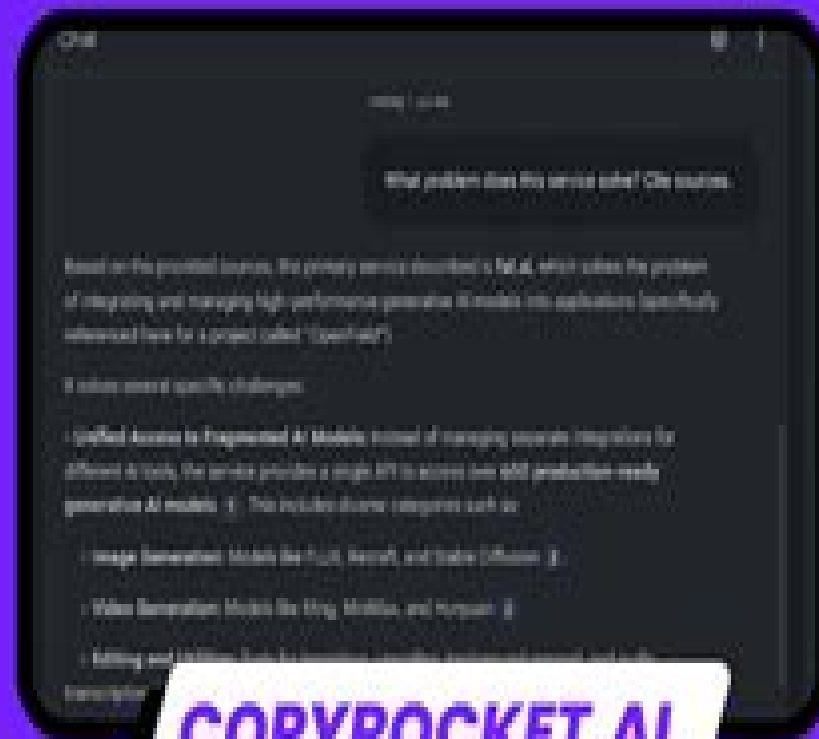 Chat
What problem does this service solve? Cite sources.
Based on the provided sources, the primary service described is fal.ai, which solves the problem
of integrating and managing high-performance generative AI models into applications (specifically
referenced here for a project called "OpenField")
It solves several specific challenges:
· Unified Access to Fragmented AI Models: Instead of managing separate integrations for
different AI tools, the service provides a single API to access over 600 production-ready
generative AI models. This includes diverse categories such as:
· Image Generation: Models like FLUX, Recraft, and Stable Diffusion
· Video Generation: Models like Kling, MiniMax, and Hunyuan
· Editing and
transcription
COPYROCKET AI